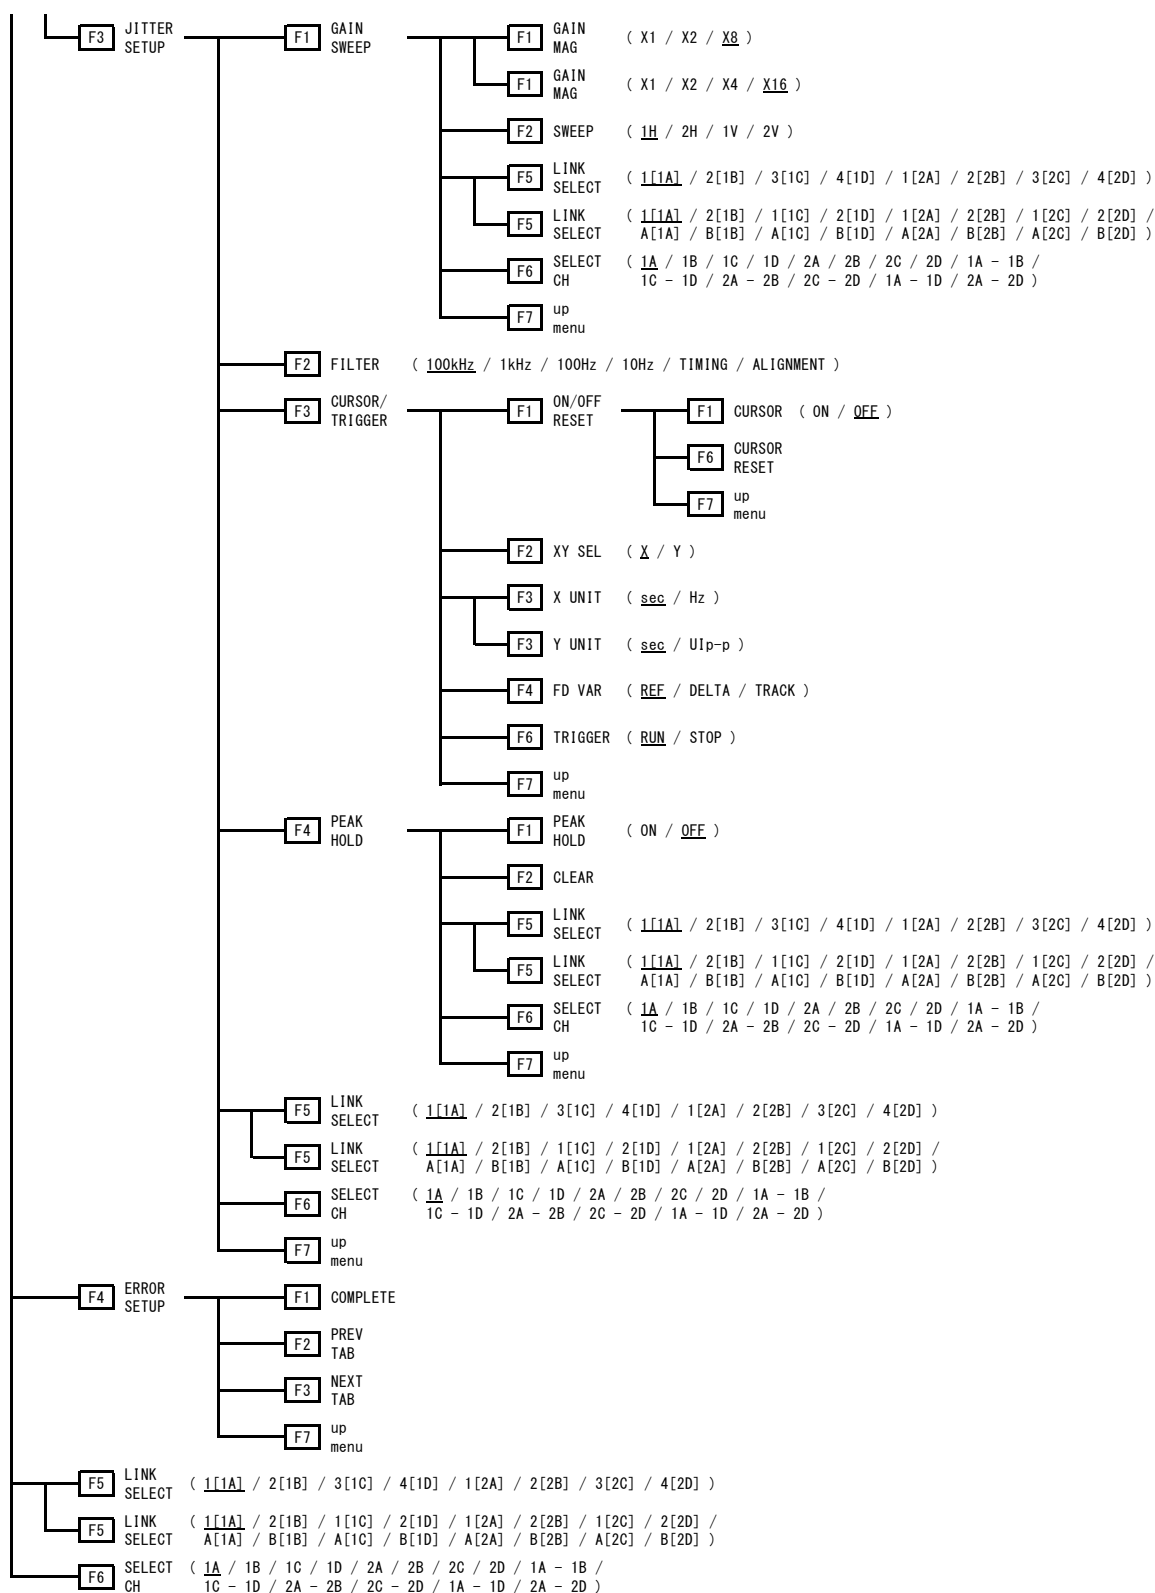 F3 JITTER SETUP F1 GAIN SWEEP F1 GAIN MAG ( X1 / X2 / X8 )
F1 GAIN MAG ( X1 / X2 / X4 / X16 )
F2 SWEEP ( 1H / 2H / 1V / 2V )
F5 LINK SELECT ( 1[1A] / 2[1B] / 3[1C] / 4[1D] / 1[2A] / 2[2B] / 3[2C] / 4[2D] )
F5 LINK SELECT ( 1[1A] / 2[1B] / 1[1C] / 2[1D] / 1[2A] / 2[2B] / 1[2C] / 2[2D] /
A[1A] / B[1B] / A[1C] / B[1D] / A[2A] / B[2B] / A[2C] / B[2D] )
F6 SELECT CH ( 1A / 1B / 1C / 1D / 2A / 2B / 2C / 2D / 1A - 1B /
1C - 1D / 2A - 2B / 2C - 2D / 1A - 1D / 2A - 2D )
F7 up menu
F2 FILTER ( 100kHz / 1kHz / 100Hz / 10Hz / TIMING / ALIGNMENT )
F3 CURSOR/ TRIGGER F1 ON/OFF RESET F1 CURSOR ( ON / OFF )
F6 CURSOR RESET
F7 up menu
F2 XY SEL ( X / Y )
F3 X UNIT ( sec / Hz )
F3 Y UNIT ( sec / UIp-p )
F4 FD VAR ( REF / DELTA / TRACK )
F6 TRIGGER ( RUN / STOP )
F7 up menu
F4 PEAK HOLD F1 PEAK HOLD ( ON / OFF )
F2 CLEAR
F5 LINK SELECT ( 1[1A] / 2[1B] / 3[1C] / 4[1D] / 1[2A] / 2[2B] / 3[2C] / 4[2D] )
F5 LINK SELECT ( 1[1A] / 2[1B] / 1[1C] / 2[1D] / 1[2A] / 2[2B] / 1[2C] / 2[2D] /
A[1A] / B[1B] / A[1C] / B[1D] / A[2A] / B[2B] / A[2C] / B[2D] )
F6 SELECT CH ( 1A / 1B / 1C / 1D / 2A / 2B / 2C / 2D / 1A - 1B /
1C - 1D / 2A - 2B / 2C - 2D / 1A - 1D / 2A - 2D )
F7 up menu
F5 LINK SELECT ( 1[1A] / 2[1B] / 3[1C] / 4[1D] / 1[2A] / 2[2B] / 3[2C] / 4[2D] )
F5 LINK SELECT ( 1[1A] / 2[1B] / 1[1C] / 2[1D] / 1[2A] / 2[2B] / 1[2C] / 2[2D] /
A[1A] / B[1B] / A[1C] / B[1D] / A[2A] / B[2B] / A[2C] / B[2D] )
F6 SELECT CH ( 1A / 1B / 1C / 1D / 2A / 2B / 2C / 2D / 1A - 1B /
1C - 1D / 2A - 2B / 2C - 2D / 1A - 1D / 2A - 2D )
F7 up menu
F4 ERROR SETUP F1 COMPLETE
F2 PREV TAB
F3 NEXT TAB
F7 up menu
F5 LINK SELECT ( 1[1A] / 2[1B] / 3[1C] / 4[1D] / 1[2A] / 2[2B] / 3[2C] / 4[2D] )
F5 LINK SELECT ( 1[1A] / 2[1B] / 1[1C] / 2[1D] / 1[2A] / 2[2B] / 1[2C] / 2[2D] /
A[1A] / B[1B] / A[1C] / B[1D] / A[2A] / B[2B] / A[2C] / B[2D] )
F6 SELECT CH ( 1A / 1B / 1C / 1D / 2A / 2B / 2C / 2D / 1A - 1B /
1C - 1D / 2A - 2B / 2C - 2D / 1A - 1D / 2A - 2D )